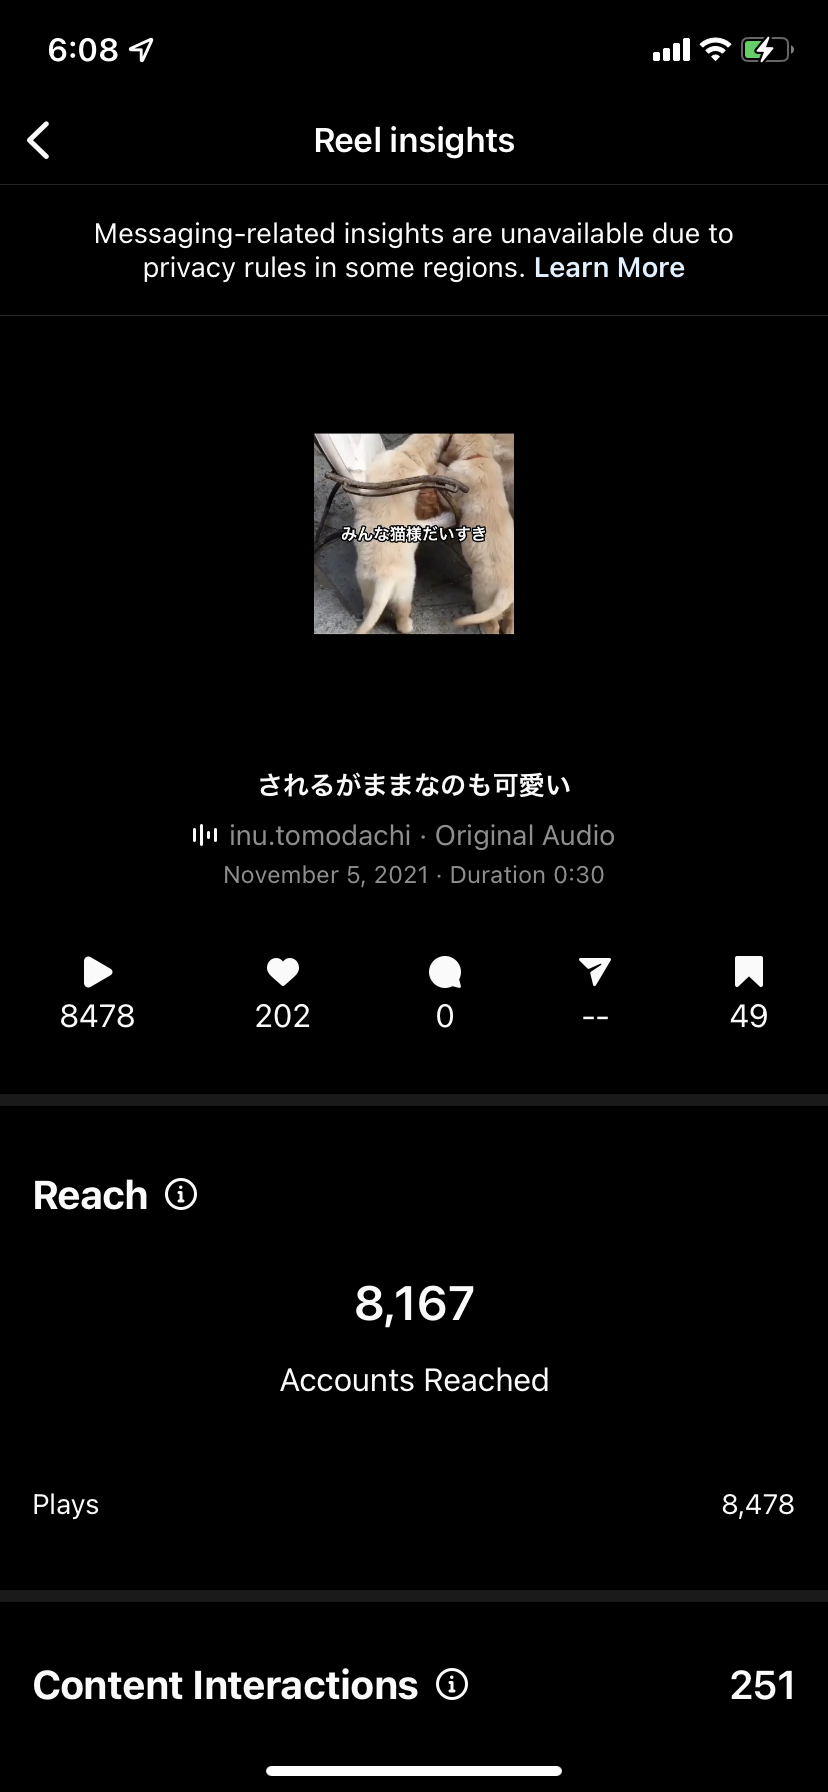 6:08
Reel insights
Messaging-related insights are unavailable due to
privacy rules in some regions. Learn More
みんな猫様だいすき
されるがままなのも可愛い
inu.tomodachi · Original Audio
November 5, 2021 · Duration 0:30
8478 202 0 -- 49
Reach
8,167
Accounts Reached
Plays 8,478
Content Interactions 251